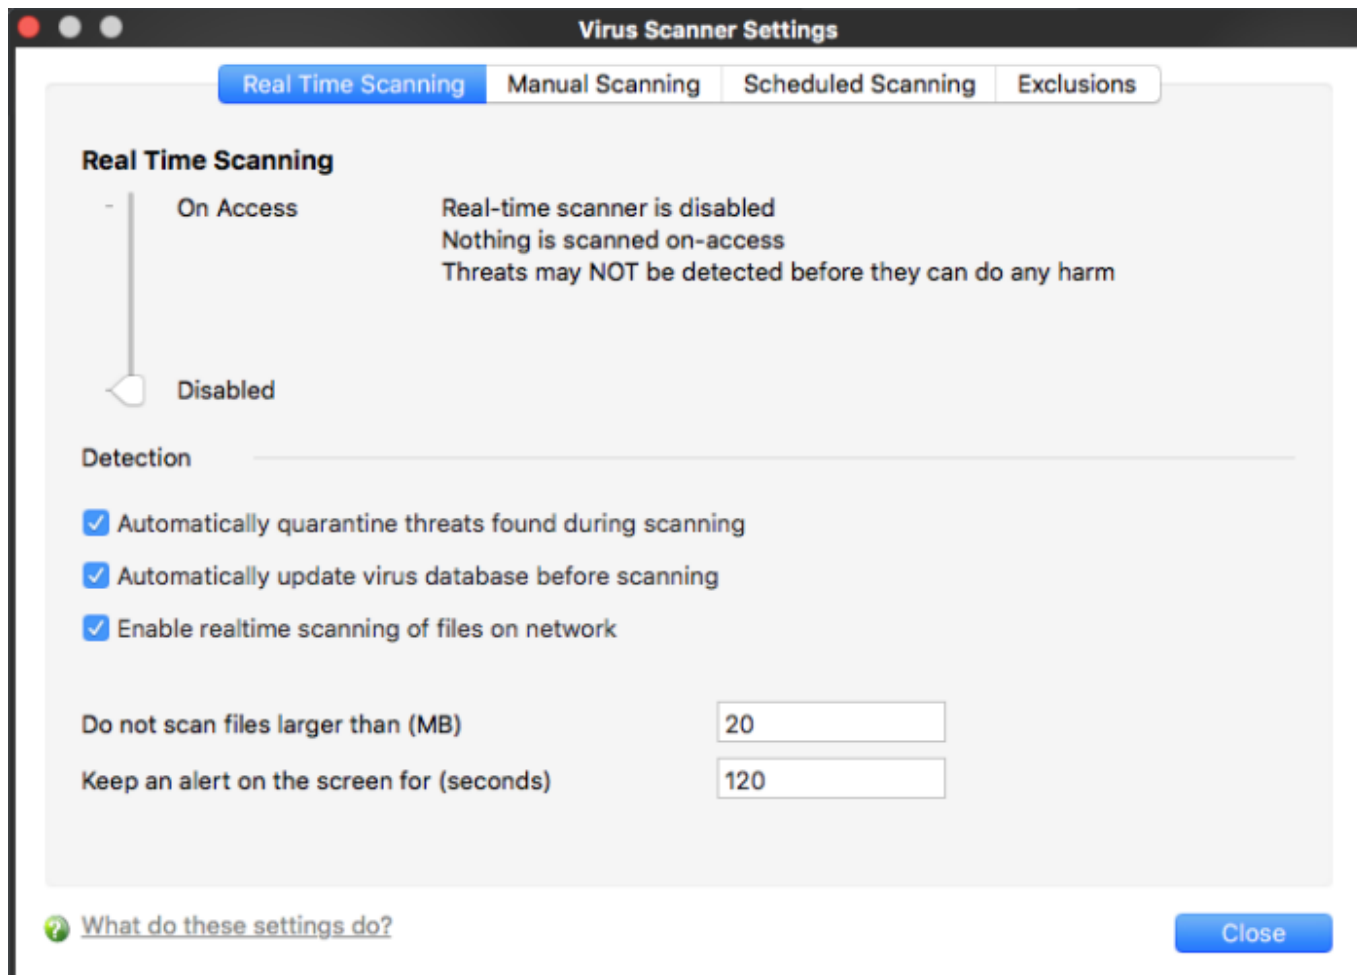 Virus Scanner Settings
Real Time Scanning Manual Scanning Scheduled Scanning Exclusions
Real Time Scanning
On Access
Real-time scanner is disabled
Nothing is scanned on-access
Threats may NOT be detected before they can do any harm
Disabled
Detection
Automatically quarantine threats found during scanning
Automatically update virus database before scanning
Enable realtime scanning of files on network
Do not scan files larger than (MB) 20
Keep an alert on the screen for (seconds) 120
What do these settings do?
Close